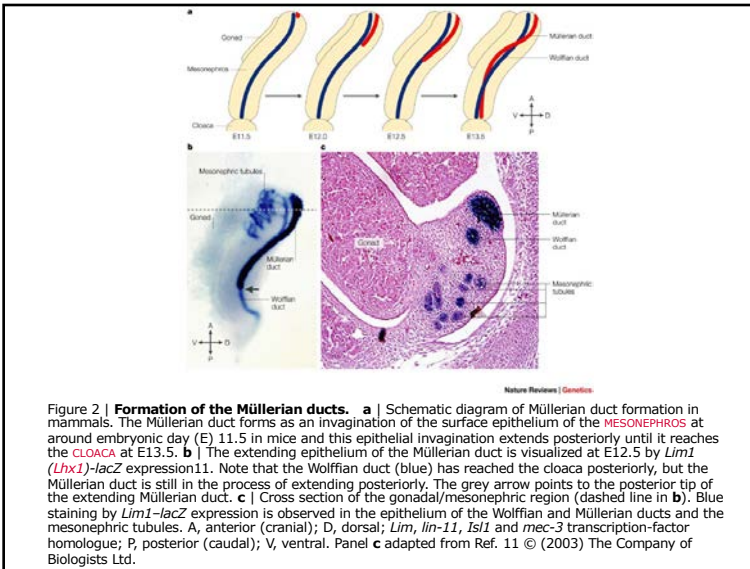 a
Gonad
Mesonephros
Cloaca
E11.5
E12.0
E12.5
E13.5
Müllerian duct
Wolffian duct
A
V
D
P
b
Mesonephric tubules
Gonad
Müllerian
duct
Wolffian
duct
A
V
D
P
c
Gonad
Müllerian
duct
Wolffian
duct
Mesonephric
tubules
Nature Reviews | Genetics
Figure 2 | Formation of the Müllerian ducts. a | Schematic diagram of Müllerian duct formation in
mammals. The Müllerian duct forms as an invagination of the surface epithelium of the MESONEPHROS at
around embryonic day (E) 11.5 in mice and this epithelial invagination extends posteriorly until it reaches
the CLOACA at E13.5. b | The extending epithelium of the Müllerian duct is visualized at E12.5 by Lim1
(Lhx1)-lacZ expression11. Note that the Wolffian duct (blue) has reached the cloaca posteriorly, but the
Müllerian duct is still in the process of extending posteriorly. The grey arrow points to the posterior tip of
the extending Müllerian duct. c | Cross section of the gonadal/mesonephric region (dashed line in b). Blue
staining by Lim1–lacZ expression is observed in the epithelium of the Wolffian and Müllerian ducts and the
mesonephric tubules. A, anterior (cranial); D, dorsal; Lim, lin-11, Isl1 and mec-3 transcription-factor
homologue; P, posterior (caudal); V, ventral. Panel c adapted from Ref. 11 © (2003) The Company of
Biologists Ltd.